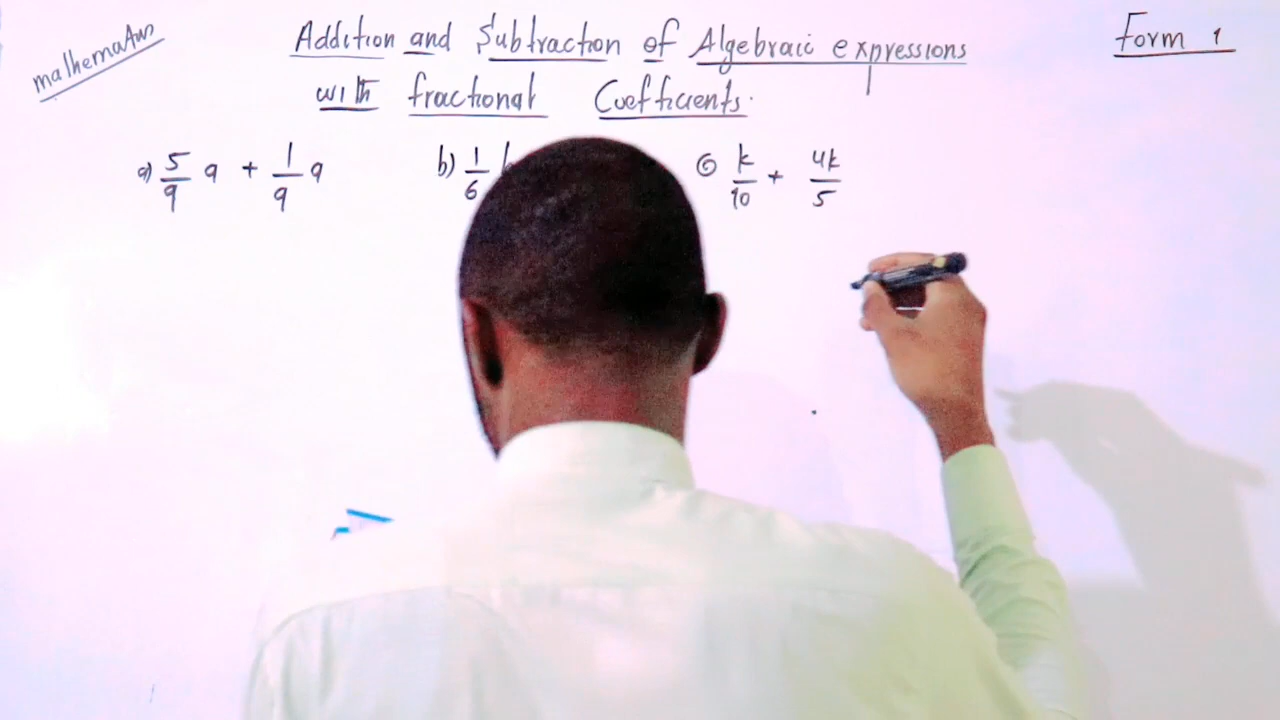 mathematics
Addition and Subtraction of Algebraic expressions
Form 1
with fractional Coefficients.
a) 5/9 q + 1/9 q
b) 1/6
c) k/10 + 4k/5